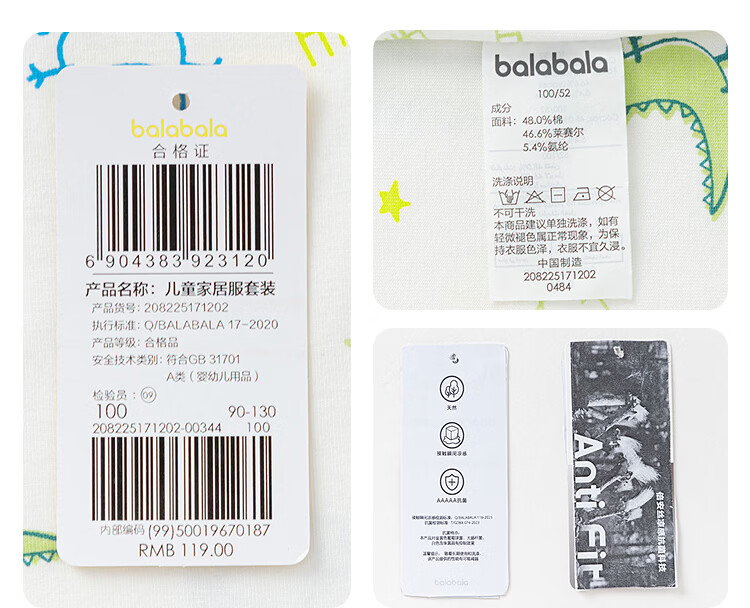 balabala
合格证
6 904383 923120
产品名称：儿童家居服套装
产品货号：208225171202
执行标准：Q/BALABALA 17-2020
产品等级：合格品
安全技术类别：符合GB 31701
A类（婴幼儿用品）
检验员：09
100 90-130
208225171202-00344 100
内部编码 (99)50019670187
RMB 119.00
balabala
100/52
成分
面料：48.0%棉
46.6%莱赛尔
5.4%氨纶
洗涤说明
不可干洗
本商品建议单独洗涤，如有
轻微褪色属正常现象，为保
持衣服色泽，衣服不宜久浸。
中国制造
208225171202
0484
天然
接触瞬间凉感
AAAAA抗菌
balabala
Anti Fit